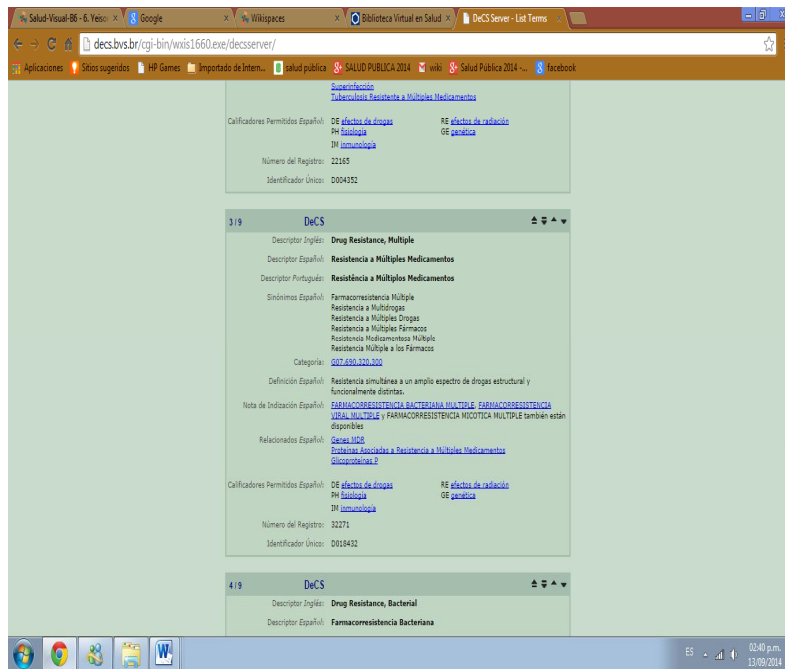 Salud-Visual-B6 - 6. Yeisor
Google
Wikispaces
Biblioteca Virtual en Salud
DeCS Server - List Terms
decs.bvs.br/cgi-bin/wxis1660.exe/decsserver/
Aplicaciones
Sitios sugeridos
HP Games
Importado de Intern...
salud pública
SALUD PUBLICA 2014
wiki
Salud Pública 2014 -...
facebook
Superinfección
Tuberculosis Resistente a Múltiples Medicamentos
Calificadores Permitidos Español: DE efectos de drogas RE efectos de radiación
PH fisiología GE genética
IM inmunología
Número del Registro: 22165
Identificador Único: D004352
3 / 9 DeCS
Descriptor Inglés: Drug Resistance, Multiple
Descriptor Español: Resistencia a Múltiples Medicamentos
Descriptor Portugués: Resistência a Múltiplos Medicamentos
Sinónimos Español: Farmacorresistencia Múltiple
Resistencia a Multidrogas
Resistencia a Múltiples Drogas
Resistencia a Múltiples Fármacos
Resistencia Medicamentosa Múltiple
Resistencia Múltiple a los Fármacos
Categoría: G07.690.320.300
Definición Español: Resistencia simultánea a un amplio espectro de drogas estructural y
funcionalmente distintas.
Nota de Indización Español: FARMACORRESISTENCIA BACTERIANA MULTIPLE, FARMACORRESISTENCIA
VIRAL MULTIPLE y FARMACORRESISTENCIA MICOTICA MULTIPLE también están
disponibles
Relacionados Español: Genes MDR
Proteínas Asociadas a Resistencia a Múltiples Medicamentos
Glicoproteínas P
Calificadores Permitidos Español: DE efectos de drogas RE efectos de radiación
PH fisiología GE genética
IM inmunología
Número del Registro: 32271
Identificador Único: D018432
4 / 9 DeCS
Descriptor Inglés: Drug Resistance, Bacterial
Descriptor Español: Farmacorresistencia Bacteriana
ES
02:40 p.m.
13/09/2014